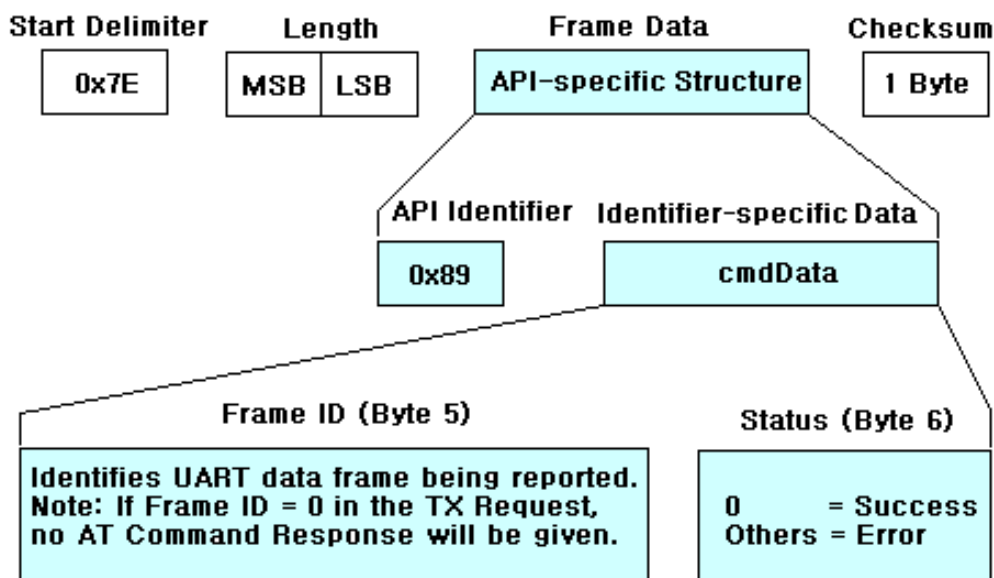 Start Delimiter Length Frame Data Checksum
0x7E MSB LSB API-specific Structure 1 Byte
API Identifier Identifier-specific Data
0x89 cmdData
Frame ID (Byte 5) Status (Byte 6)
Identifies UART data frame being reported.
Note: If Frame ID = 0 in the TX Request,
no AT Command Response will be given.
0 = Success
Others = Error